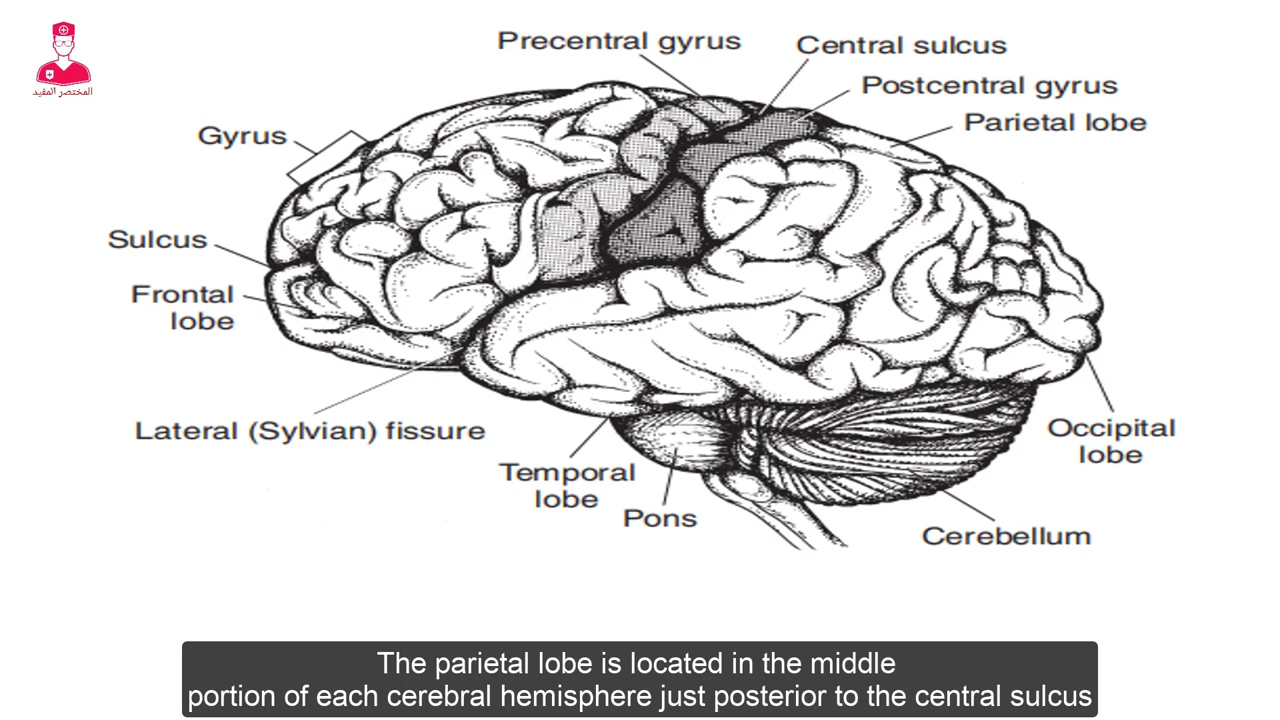 المختصر المفيد
Precentral gyrus
Central sulcus
Postcentral gyrus
Parietal lobe
Gyrus
Sulcus
Frontal
lobe
Lateral (Sylvian) fissure
Temporal
lobe
Pons
Occipital
lobe
Cerebellum
The parietal lobe is located in the middle
portion of each cerebral hemisphere just posterior to the central sulcus